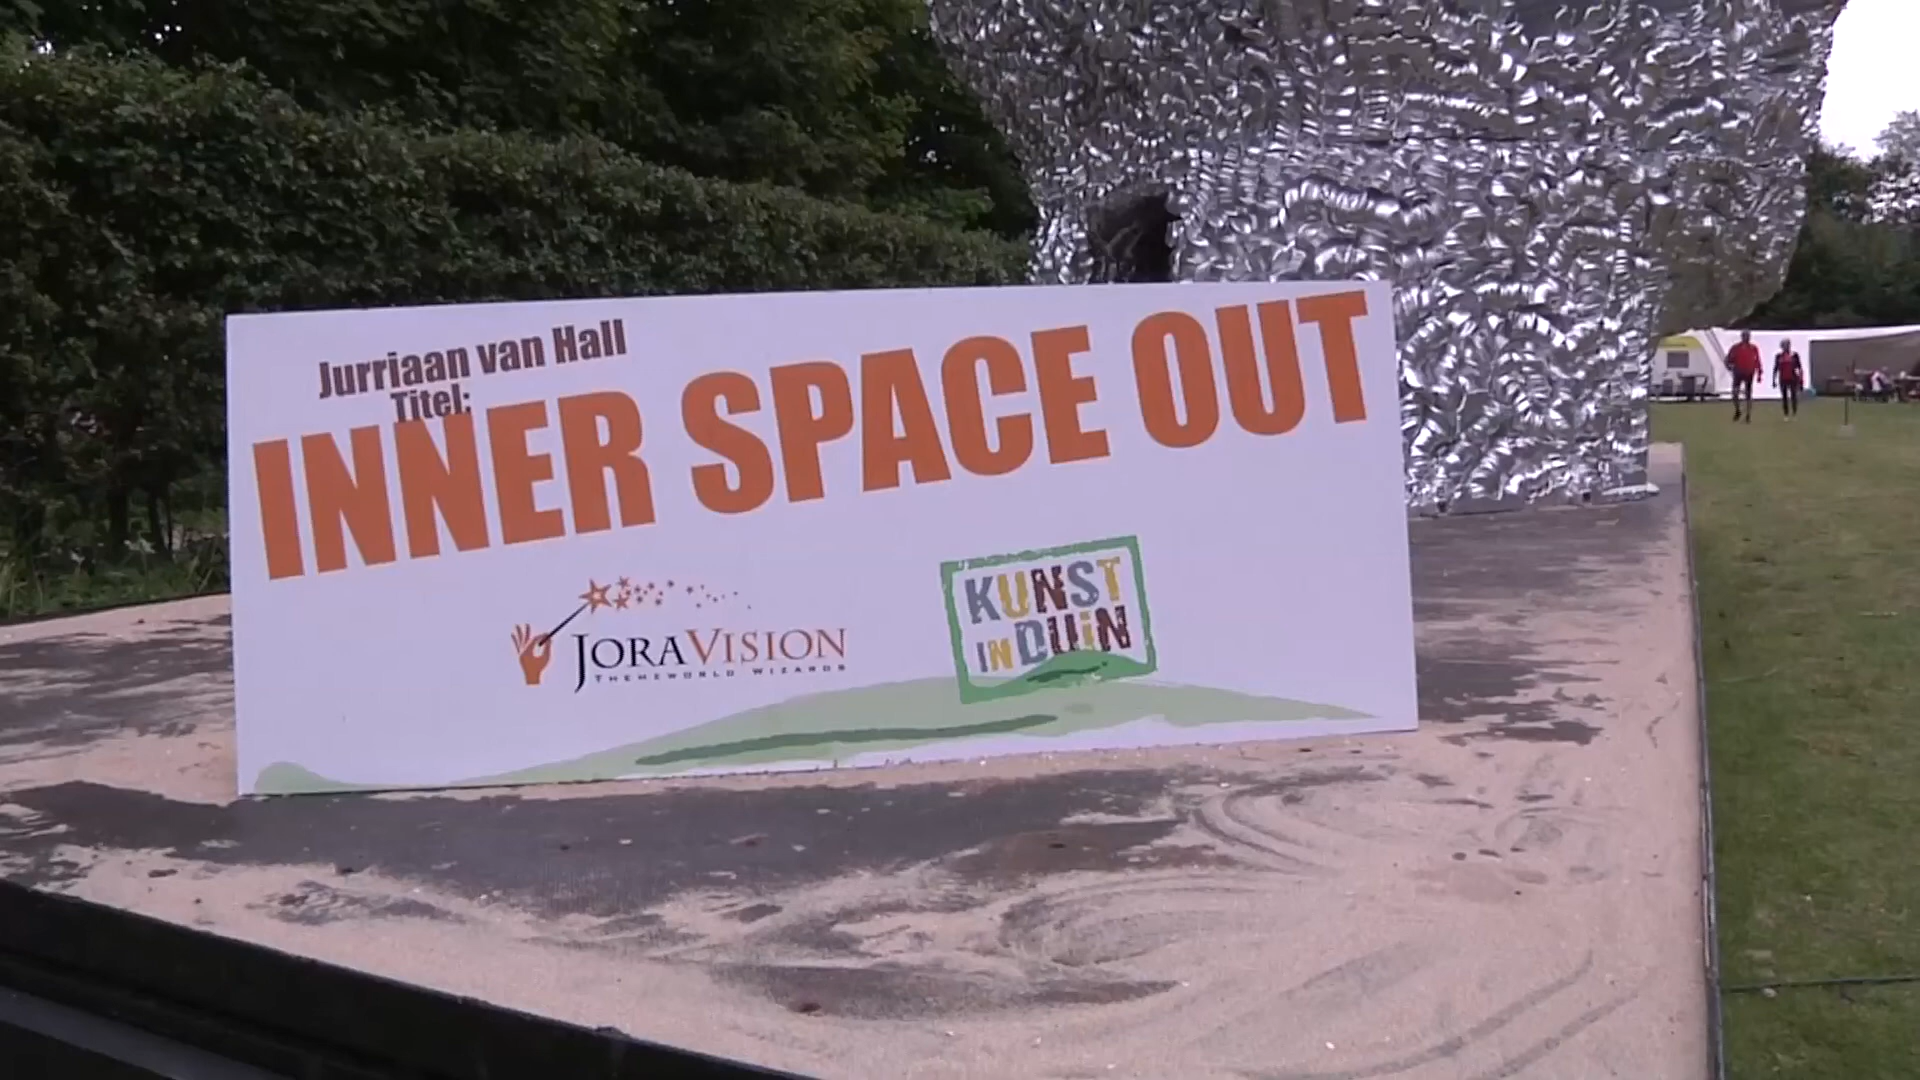 Jurriaan van Hall
Titel:
INNER SPACE OUT
JORAVISION
THEMEWORLD WIZARDS
KUNST
IN DUiN